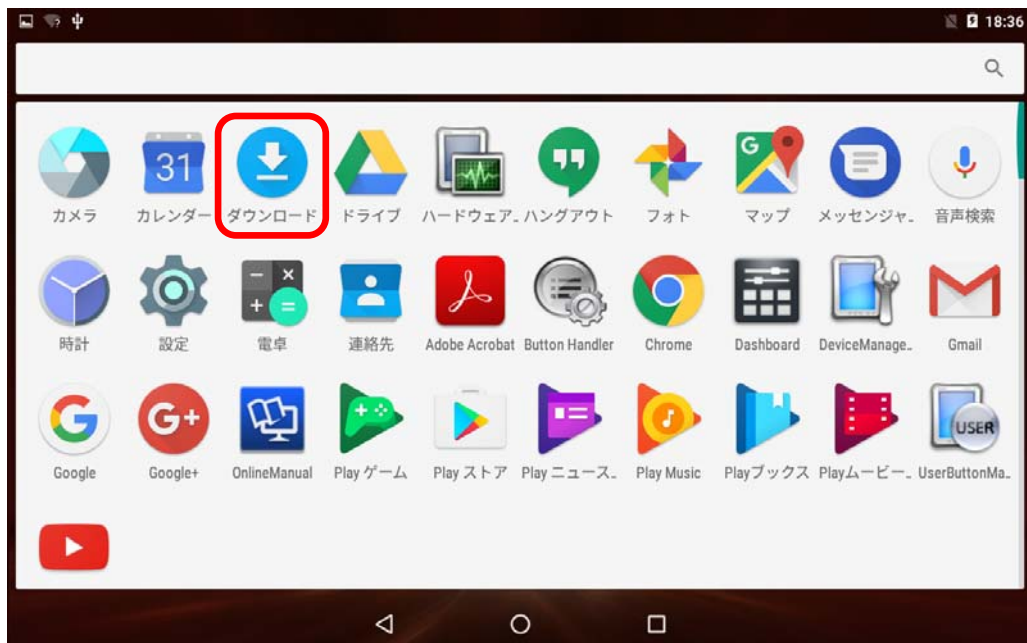 18:36
31
G
カメラ
カレンダー
ダウンロード
ドライブ
ハードウェア…
ハングアウト
フォト
マップ
メッセンジャ…
音声検索
時計
設定
電卓
連絡先
Adobe Acrobat
Button Handler
Chrome
Dashboard
DeviceManage…
Gmail
G
G+
USER
Google
Google+
OnlineManual
Play ゲーム
Play ストア
Play ニュース…
Play Music
Playブックス
Playムービー…
UserButtonMa…